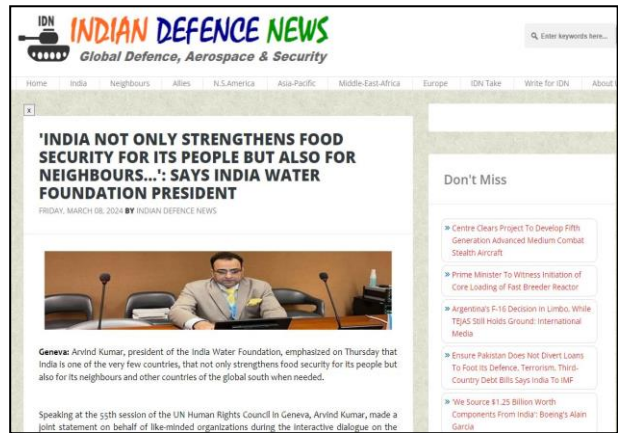 IDN
INDIAN DEFENCE NEWS
Global Defence, Aerospace & Security
Enter keywords here...
Home India Neighbours Allies N.S.America Asia-Pacific Middle-East-Africa Europe IDN Take Write for IDN About
x
'INDIA NOT ONLY STRENGTHENS FOOD
SECURITY FOR ITS PEOPLE BUT ALSO FOR
NEIGHBOURS...': SAYS INDIA WATER
FOUNDATION PRESIDENT
FRIDAY, MARCH 08, 2024 BY INDIAN DEFENCE NEWS
Geneva: Arvind Kumar, president of the India Water Foundation, emphasized on Thursday that
India is one of the very few countries, that not only strengthens food security for its people but
also for its neighbours and other countries of the global south when needed.
Speaking at the 55th session of the UN Human Rights Council in Geneva, Arvind Kumar, made a
joint statement on behalf of like-minded organizations during the interactive dialogue on the
Don't Miss
» Centre Clears Project To Develop Fifth
Generation Advanced Medium Combat
Stealth Aircraft
» Prime Minister To Witness Initiation of
Core Loading of Fast Breeder Reactor
» Argentina's F-16 Decision In Limbo, While
TEJAS Still Holds Ground: International
Media
» Ensure Pakistan Does Not Divert Loans
To Foot Its Defence, Terrorism, Third-
Country Debt Bills Says India To IMF
» 'We Source $1.25 Billion Worth
Components From India': Boeing's Alain
Garcia